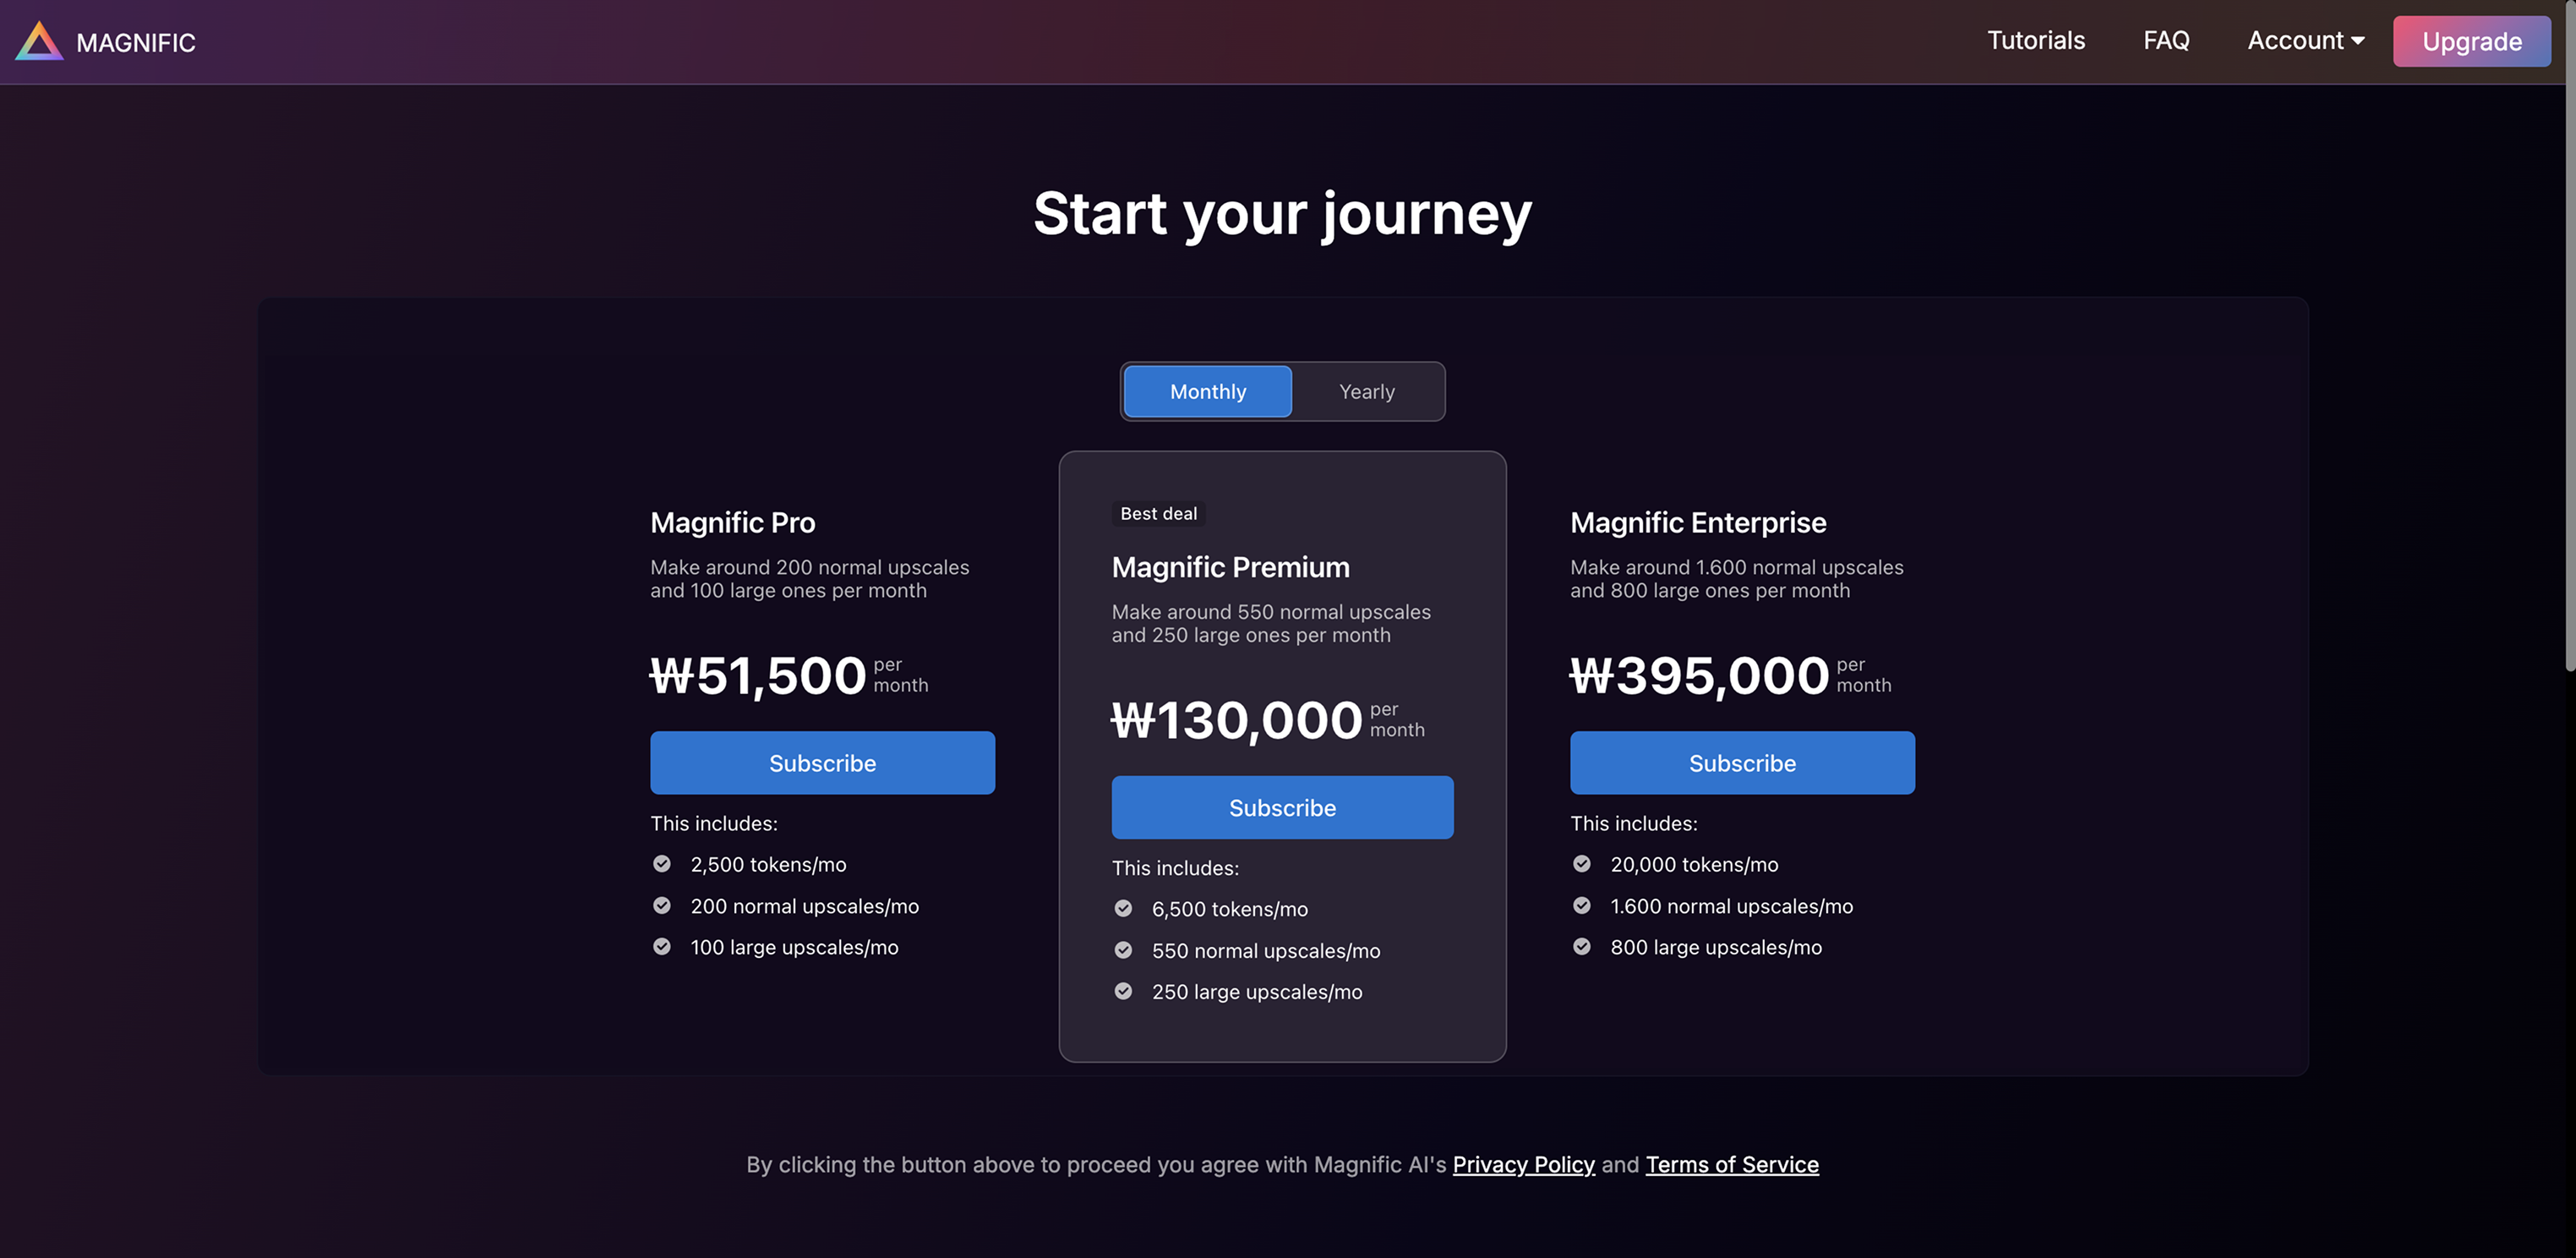 MAGNIFIC
Tutorials
FAQ
Account
Upgrade
Start your journey
Monthly
Yearly
Magnific Pro
Make around 200 normal upscales
and 100 large ones per month
₩51,500
per
month
Subscribe
This includes:
2,500 tokens/mo
200 normal upscales/mo
100 large upscales/mo
Best deal
Magnific Premium
Make around 550 normal upscales
and 250 large ones per month
₩130,000
per
month
Subscribe
This includes:
6,500 tokens/mo
550 normal upscales/mo
250 large upscales/mo
Magnific Enterprise
Make around 1.600 normal upscales
and 800 large ones per month
₩395,000
per
month
Subscribe
This includes:
20,000 tokens/mo
1.600 normal upscales/mo
800 large upscales/mo
By clicking the button above to proceed you agree with Magnific AI's Privacy Policy and Terms of Service